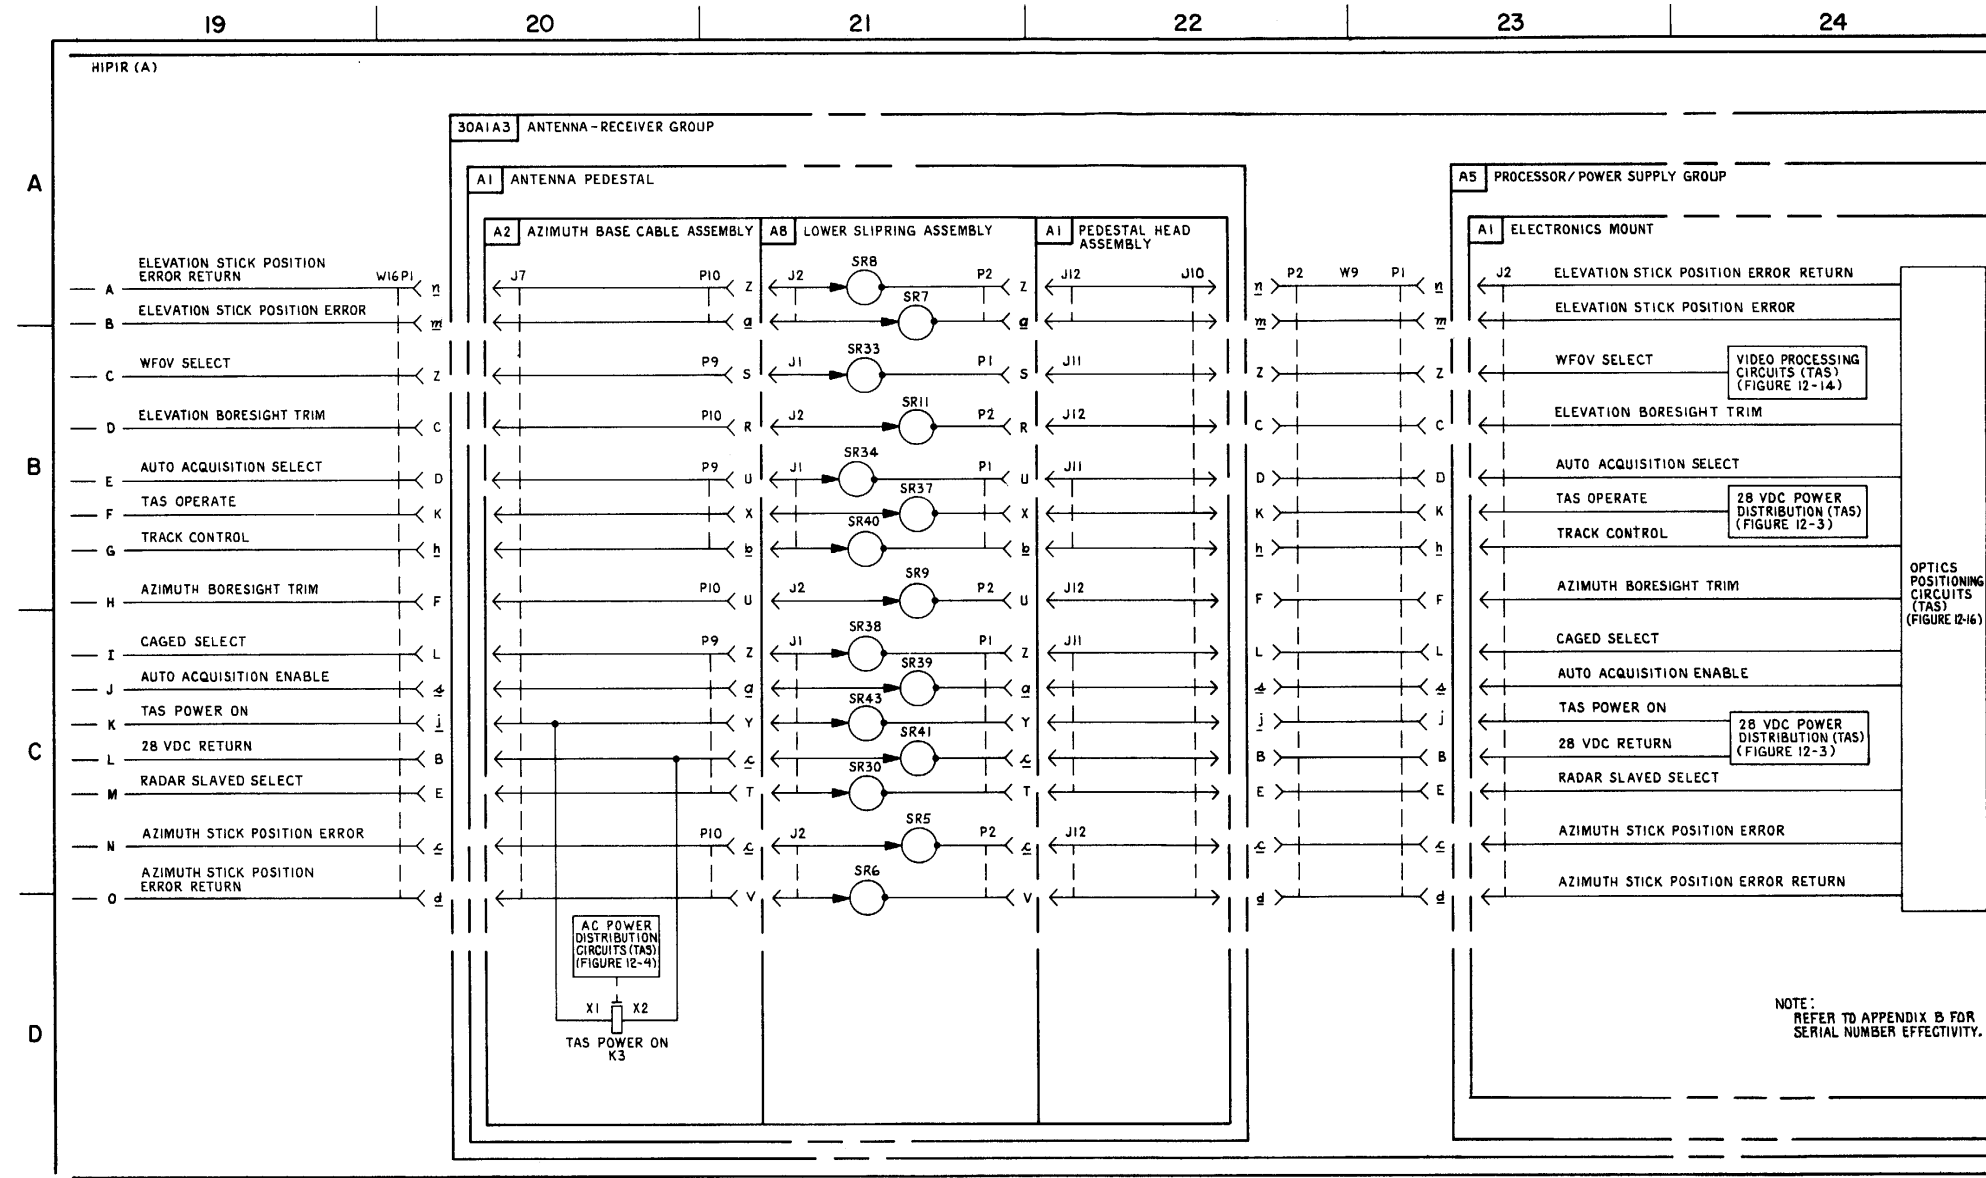 19 20 21 22 23 24
HIPIR (A)
30A1A3 ANTENNA-RECEIVER GROUP
A
A1 ANTENNA PEDESTAL
A5 PROCESSOR/POWER SUPPLY GROUP
A2 AZIMUTH BASE CABLE ASSEMBLY A8 LOWER SLIPRING ASSEMBLY A1 PEDESTAL HEAD
ASSEMBLY
A1 ELECTRONICS MOUNT
ELEVATION STICK POSITION
ERROR RETURN
A W16P1 n J7 P10 Z J2 SR8 P2 Z J12 J10 n P2 W9 P1 n J2 ELEVATION STICK POSITION ERROR RETURN
B ELEVATION STICK POSITION ERROR m a SR7 a m m ELEVATION STICK POSITION ERROR
C WFOV SELECT Z P9 S J1 SR33 P1 S J11 Z Z WFOV SELECT
VIDEO PROCESSING
CIRCUITS (TAS)
(FIGURE 12-14)
D ELEVATION BORESIGHT TRIM C P10 R J2 SR11 P2 R J12 C C ELEVATION BORESIGHT TRIM
B
E AUTO ACQUISITION SELECT D P9 U J1 SR34 P1 U J11 D D AUTO ACQUISITION SELECT
F TAS OPERATE K X SR37 X K K TAS OPERATE
28 VDC POWER
DISTRIBUTION (TAS)
(FIGURE 12-3)
G TRACK CONTROL h b SR40 b h h TRACK CONTROL
H AZIMUTH BORESIGHT TRIM F P10 U J2 SR9 P2 U J12 F F AZIMUTH BORESIGHT TRIM
OPTICS
POSITIONING
CIRCUITS
(TAS)
(FIGURE 12-16)
I CAGED SELECT L P9 Z J1 SR38 P1 Z J11 L L CAGED SELECT
J AUTO ACQUISITION ENABLE s a SR39 a s s AUTO ACQUISITION ENABLE
K TAS POWER ON j Y SR43 Y j j TAS POWER ON
C
L 28 VDC RETURN B c SR41 c B B 28 VDC RETURN
28 VDC POWER
DISTRIBUTION (TAS)
(FIGURE 12-3)
M RADAR SLAVED SELECT E T SR30 T E E RADAR SLAVED SELECT
N AZIMUTH STICK POSITION ERROR c P10 c J2 SR5 P2 c J12 c c AZIMUTH STICK POSITION ERROR
AZIMUTH STICK POSITION
ERROR RETURN
O d V SR6 V d d AZIMUTH STICK POSITION ERROR RETURN
AC POWER
DISTRIBUTION
CIRCUITS (TAS)
(FIGURE 12-4)
X1 X2
TAS POWER ON
K3
D
NOTE:
REFER TO APPENDIX B FOR
SERIAL NUMBER EFFECTIVITY.